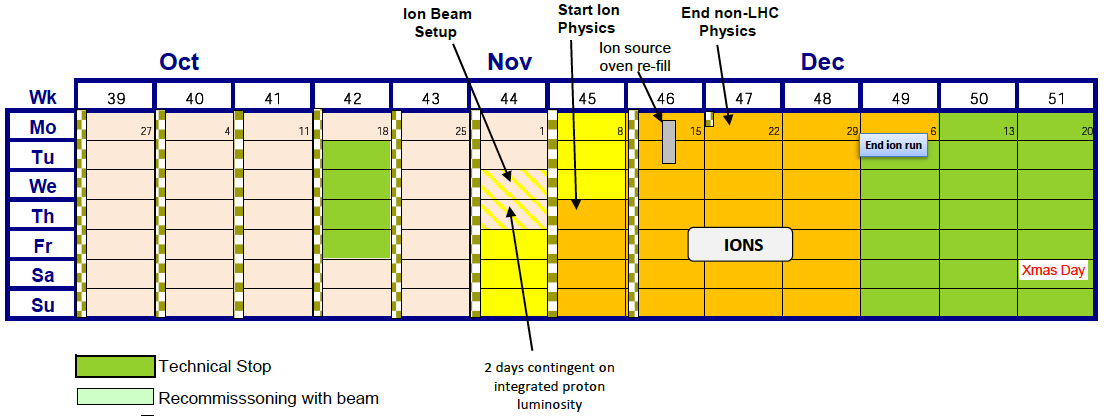 Ion Beam
Setup
Start Ion
Physics
End non-LHC
Physics
Ion source
oven re-fill
Oct Nov Dec
Wk 39 40 41 42 43 44 45 46 47 48 49 50 51
Mo 27 4 11 18 25 1 8 15 22 29 6 13 20
Tu End ion run
We
Th
Fr IONS
Sa Xmas Day
Su
2 days contingent on
integrated proton
luminosity
Technical Stop
Recommisssoning with beam